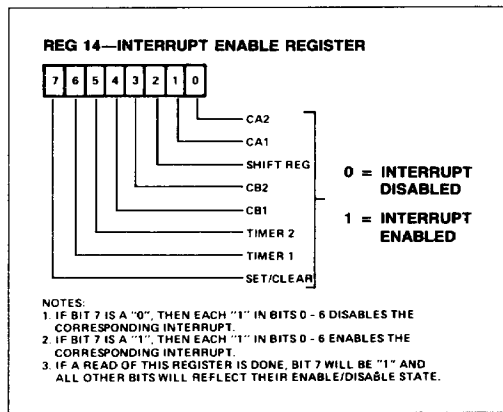 REG 14—INTERRUPT ENABLE REGISTER
7 6 5 4 3 2 1 0
CA2
CA1
SHIFT REG
CB2
CB1
TIMER 2
TIMER 1
SET/CLEAR
0 = INTERRUPT
DISABLED
1 = INTERRUPT
ENABLED
NOTES:
1. IF BIT 7 IS A "0", THEN EACH "1" IN BITS 0 - 6 DISABLES THE
CORRESPONDING INTERRUPT.
2. IF BIT 7 IS A "1", THEN EACH "1" IN BITS 0 - 6 ENABLES THE
CORRESPONDING INTERRUPT.
3. IF A READ OF THIS REGISTER IS DONE, BIT 7 WILL BE "1" AND
ALL OTHER BITS WILL REFLECT THEIR ENABLE/DISABLE STATE.